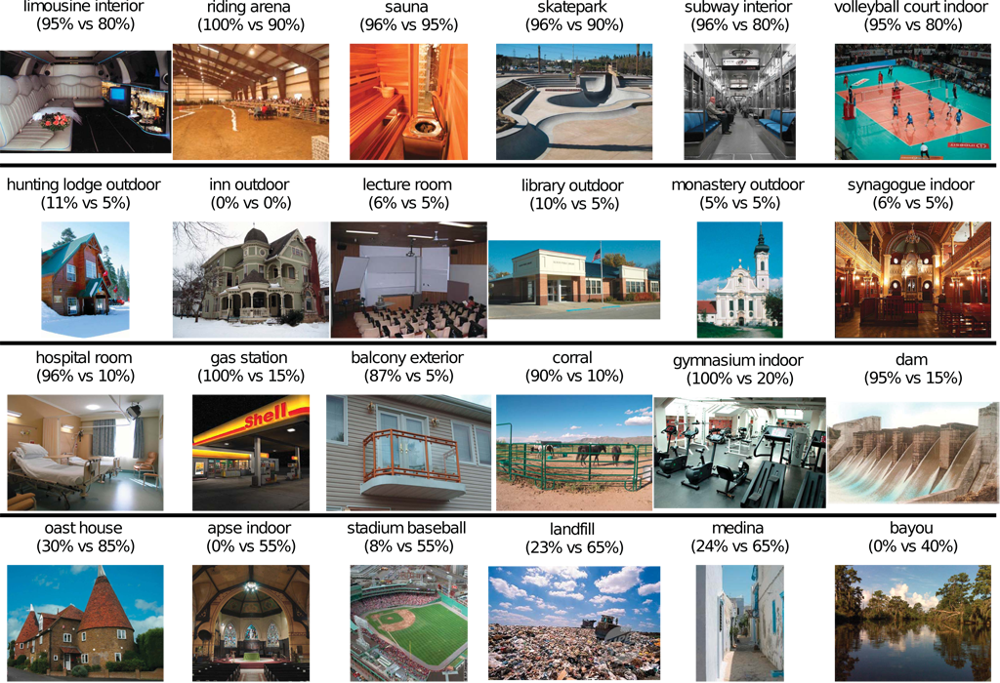 limousine interior
(95% vs 80%)
riding arena
(100% vs 90%)
sauna
(96% vs 95%)
skatepark
(96% vs 90%)
subway interior
(96% vs 80%)
volleyball court indoor
(95% vs 80%)
hunting lodge outdoor
(11% vs 5%)
inn outdoor
(0% vs 0%)
lecture room
(6% vs 5%)
library outdoor
(10% vs 5%)
monastery outdoor
(5% vs 5%)
synagogue indoor
(6% vs 5%)
hospital room
(96% vs 10%)
gas station
(100% vs 15%)
Shell
balcony exterior
(87% vs 5%)
corral
(90% vs 10%)
gymnasium indoor
(100% vs 20%)
dam
(95% vs 15%)
oast house
(30% vs 85%)
apse indoor
(0% vs 55%)
stadium baseball
(8% vs 55%)
landfill
(23% vs 65%)
medina
(24% vs 65%)
bayou
(0% vs 40%)